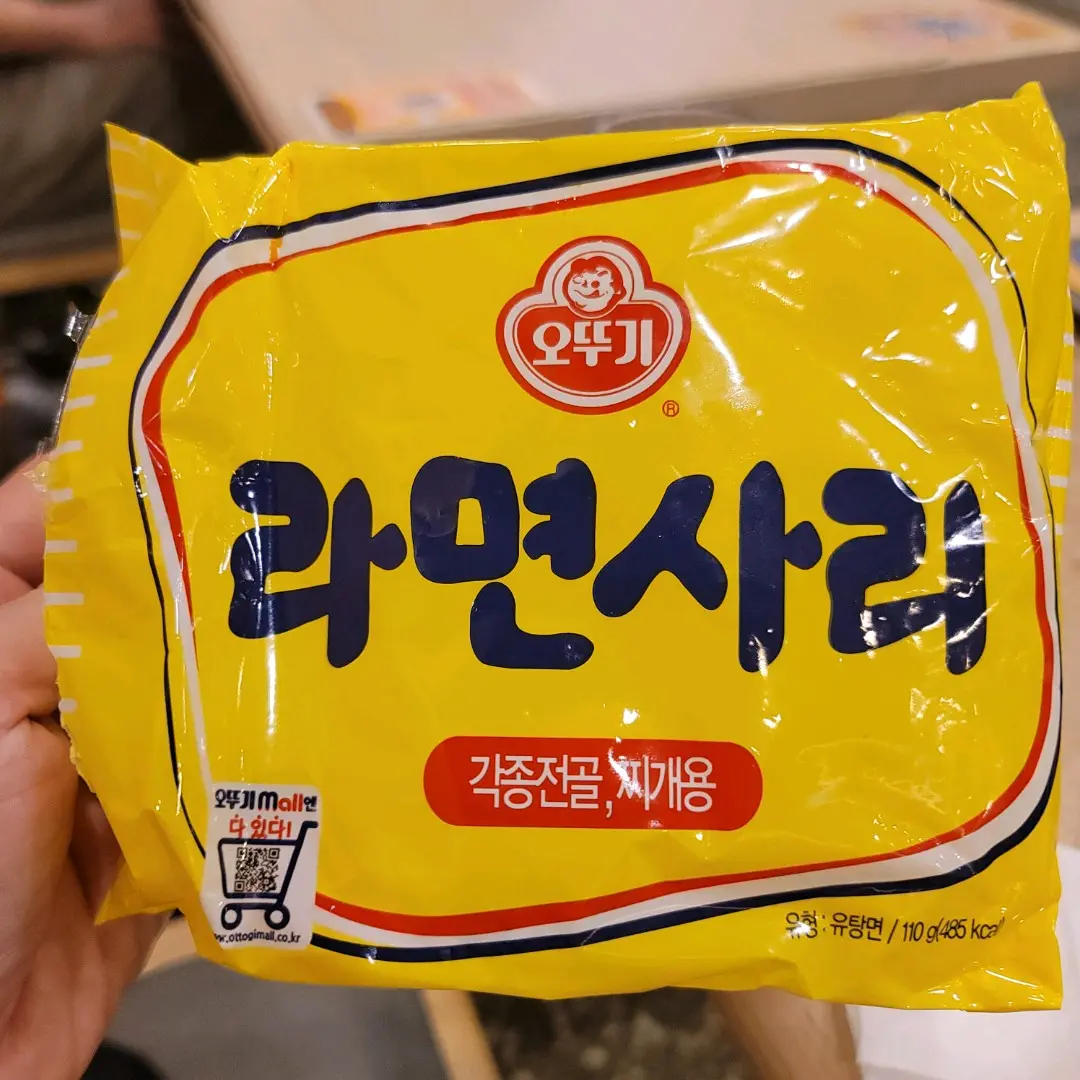 오뚜기
®
라면사리
각종전골, 찌개용
오뚜기 mall엔
다 있다!
w.ottogimall.co.kr
유형 : 유탕면 / 110 g(485 kcal)